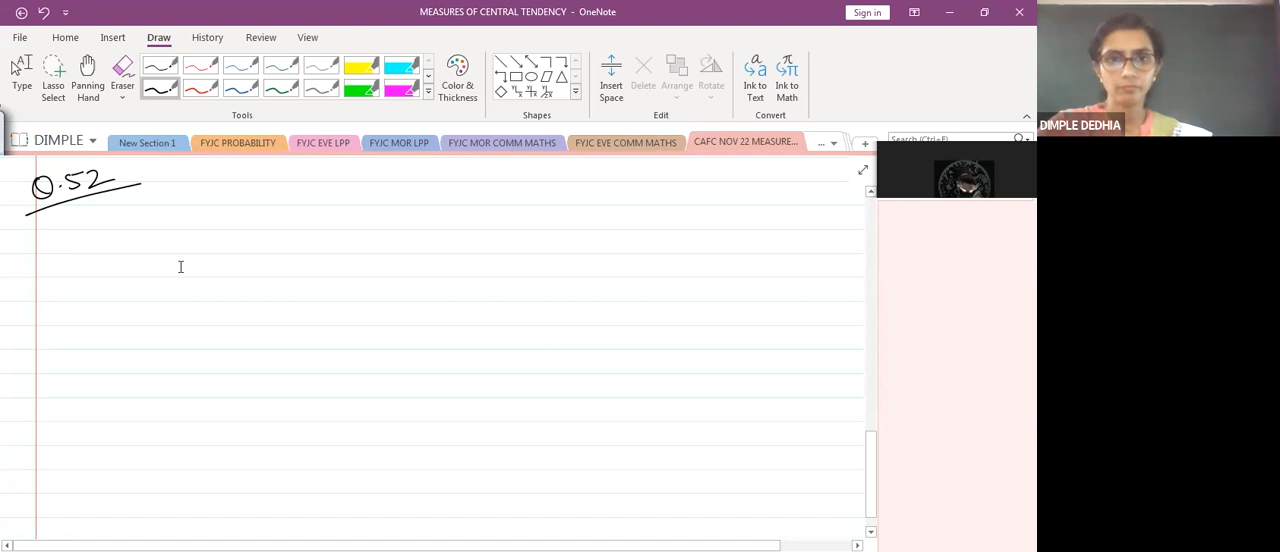 MEASURES OF CENTRAL TENDENCY - OneNote
Sign in
File Home Insert Draw History Review View
Type
Lasso Select
Panning Hand
Eraser
Color & Thickness
Insert Space
Delete
Arrange
Rotate
Ink to Text
Ink to Math
Tools
Shapes
Edit
Convert
DIMPLE
New Section 1
FYJC PROBABILITY
FYJC EVE LPP
FYJC MOR LPP
FYJC MOR COMM MATHS
FYJC EVE COMM MATHS
CAFC NOV 22 MEASURE...
...
Search (Ctrl+E)
DIMPLE DEDHIA
0.52